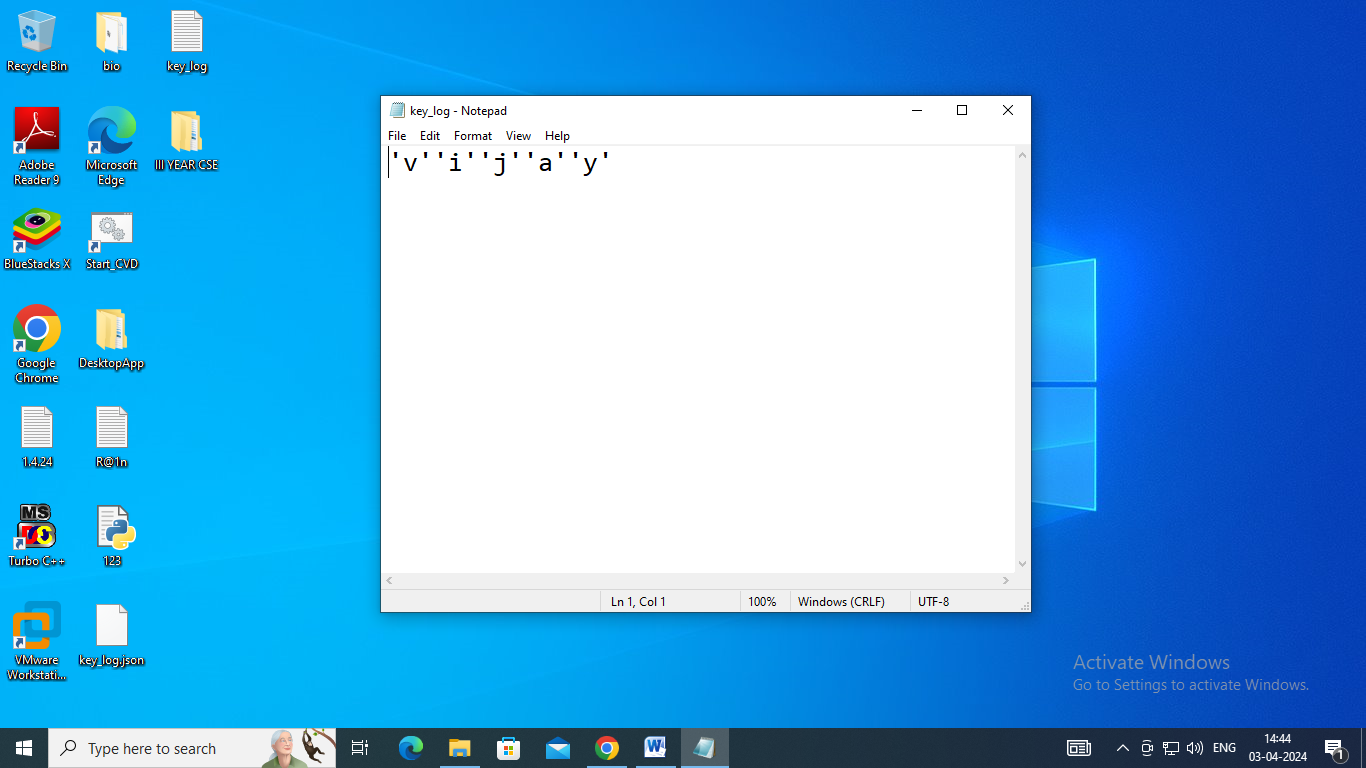 Recycle Bin
bio
key_log
Adobe
Reader 9
Microsoft
Edge
III YEAR CSE
BlueStacks X
Start_CVD
Google
Chrome
DesktopApp
1.4.24
R@1n
MS
Turbo C++
123
VMware
Workstati...
key_log.json
key_log - Notepad
File Edit Format View Help
'v''i''j''a''y'
Ln 1, Col 1 100% Windows (CRLF) UTF-8
Activate Windows
Go to Settings to activate Windows.
Type here to search
W
ENG
14:44
03-04-2024
1